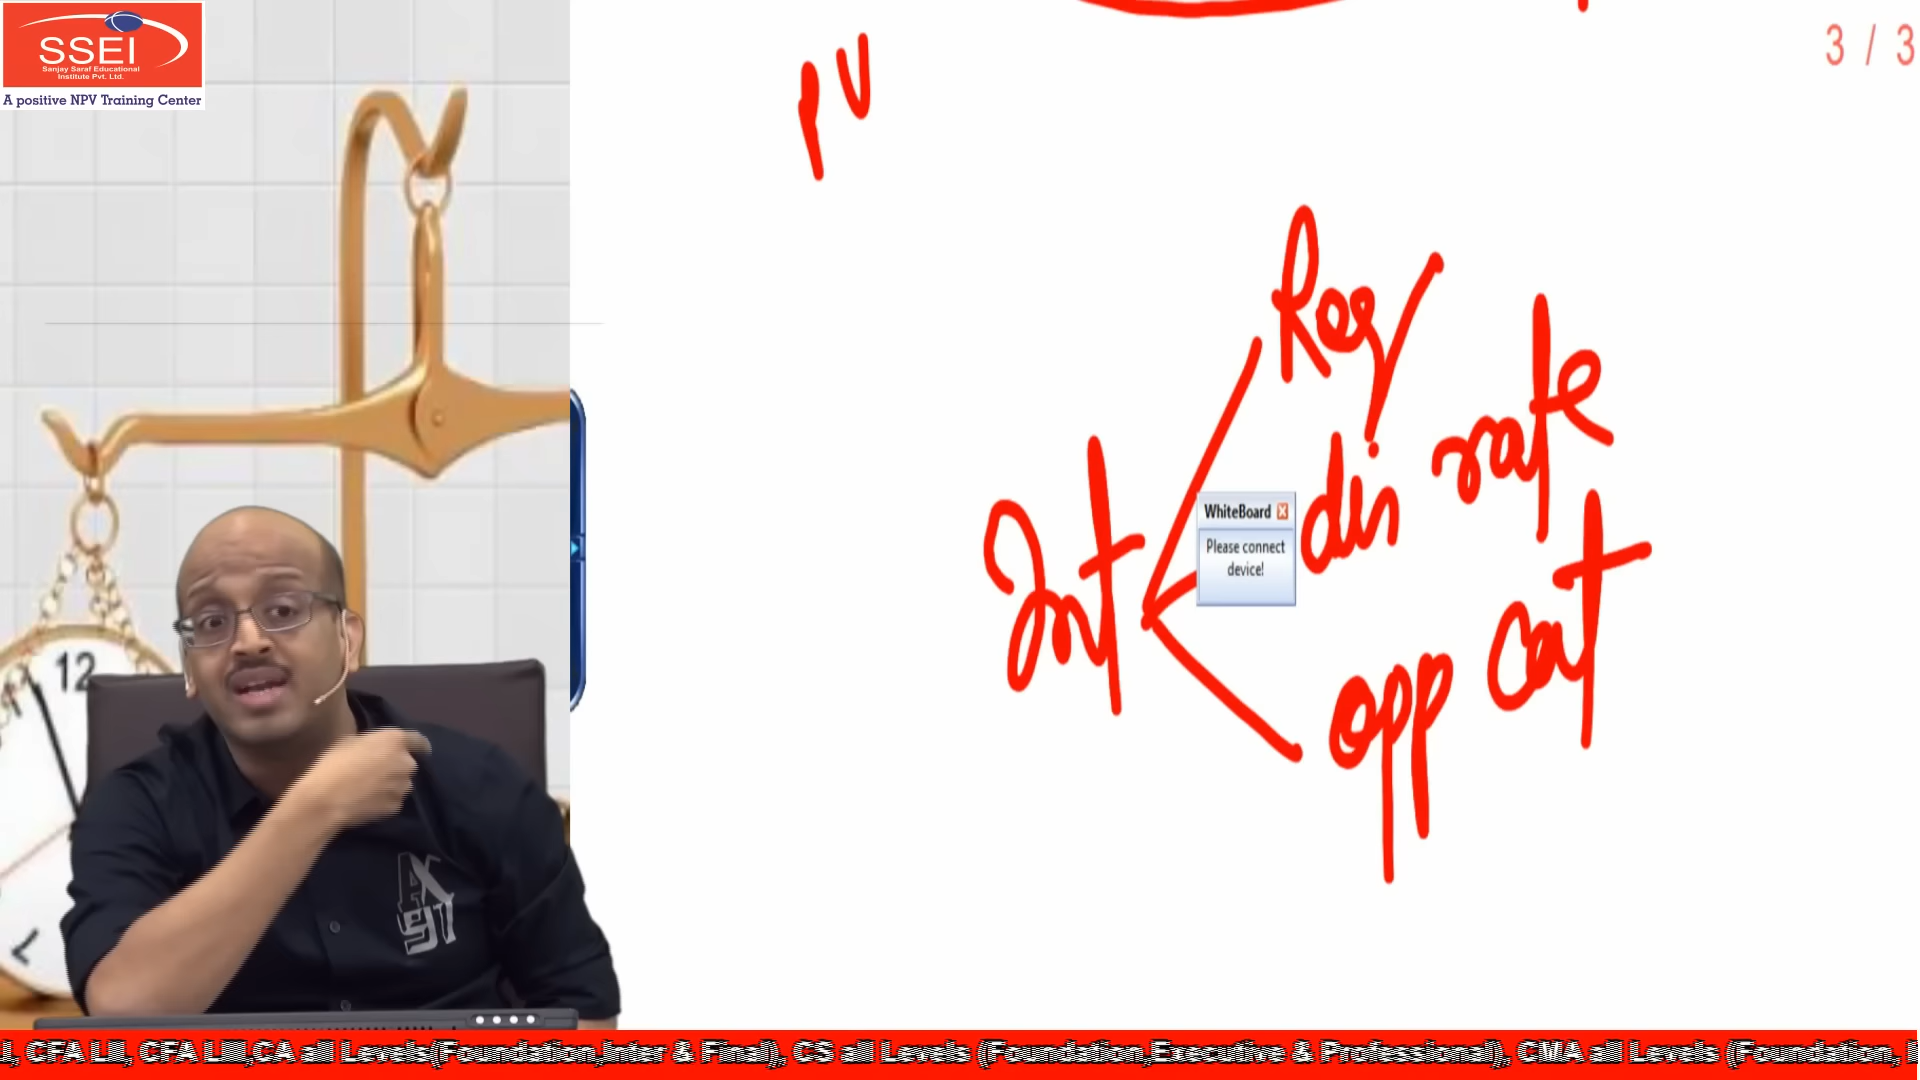 SSEI
Sanjay Saraf Educational
Institute Pvt. Ltd.
A positive NPV Training Center
3 / 3
PV
Req
dis rate
Int
WhiteBoard
Please connect
device!
opp cost
12
I, CFA LII, CFA LIII,CA all Levels(Foundation,Inter & Final), CS all Levels (Foundation,Executive & Professional), CMA all Levels (Foundation,